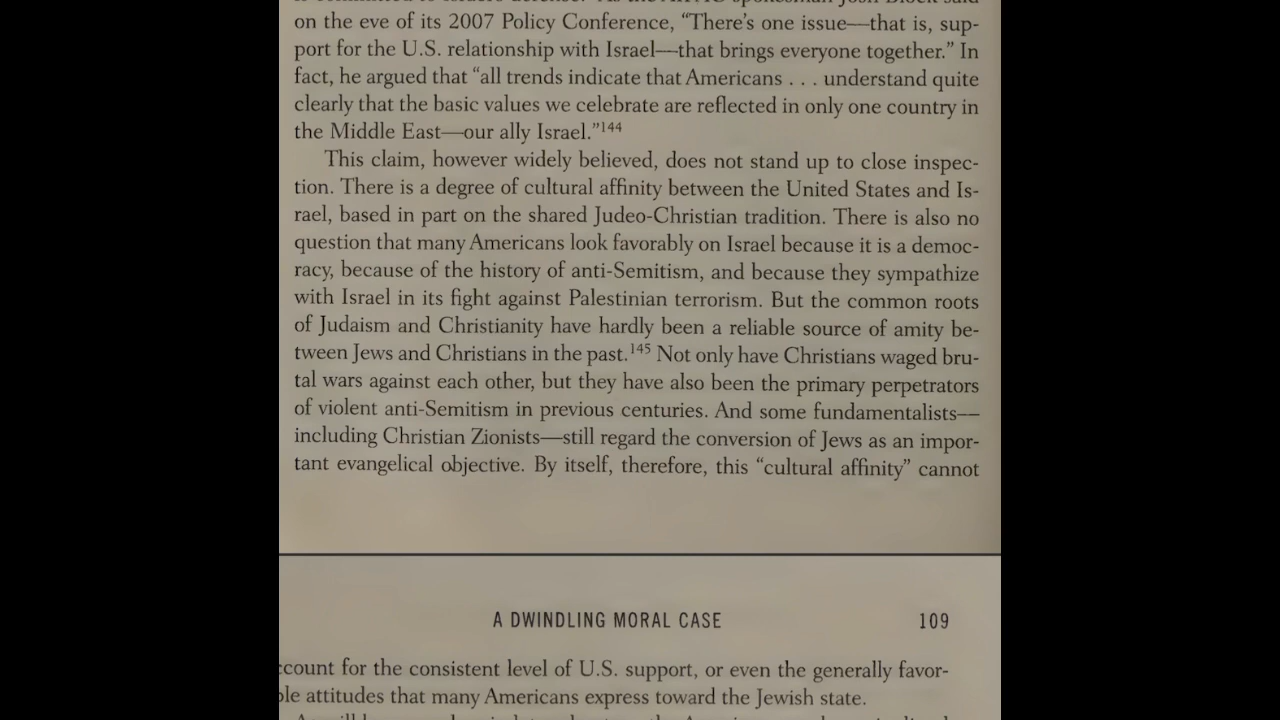 on the eve of its 2007 Policy Conference, “There’s one issue—that is, sup-
port for the U.S. relationship with Israel—that brings everyone together.” In
fact, he argued that “all trends indicate that Americans . . . understand quite
clearly that the basic values we celebrate are reflected in only one country in
the Middle East—our ally Israel.”144
This claim, however widely believed, does not stand up to close inspec-
tion. There is a degree of cultural affinity between the United States and Is-
rael, based in part on the shared Judeo-Christian tradition. There is also no
question that many Americans look favorably on Israel because it is a democ-
racy, because of the history of anti-Semitism, and because they sympathize
with Israel in its fight against Palestinian terrorism. But the common roots
of Judaism and Christianity have hardly been a reliable source of amity be-
tween Jews and Christians in the past.145 Not only have Christians waged bru-
tal wars against each other, but they have also been the primary perpetrators
of violent anti-Semitism in previous centuries. And some fundamentalists—
including Christian Zionists—still regard the conversion of Jews as an impor-
tant evangelical objective. By itself, therefore, this “cultural affinity” cannot
A DWINDLING MORAL CASE 109
ccount for the consistent level of U.S. support, or even the generally favor-
ble attitudes that many Americans express toward the Jewish state.